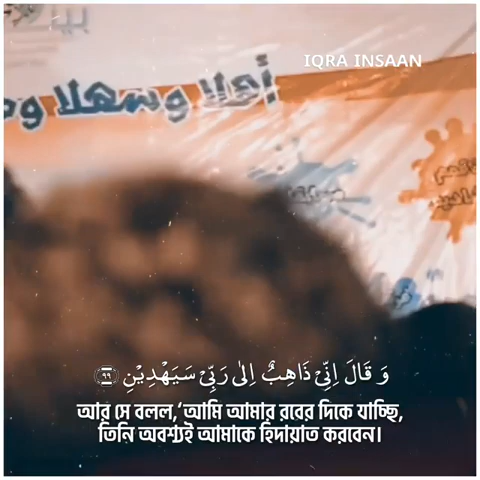 IQRA INSAAN
أهلا وسهلا
وَ قَالَ اِنِّیْ ذَاهِبٌ اِلٰی رَبِّیْ سَیَهْدِیْنِ ﴿۹۹﴾
আর সে বলল,‘আমি আমার রবের দিকে যাচ্ছি,
তিনি অবশ্যই আমাকে হিদায়াত করবেন।